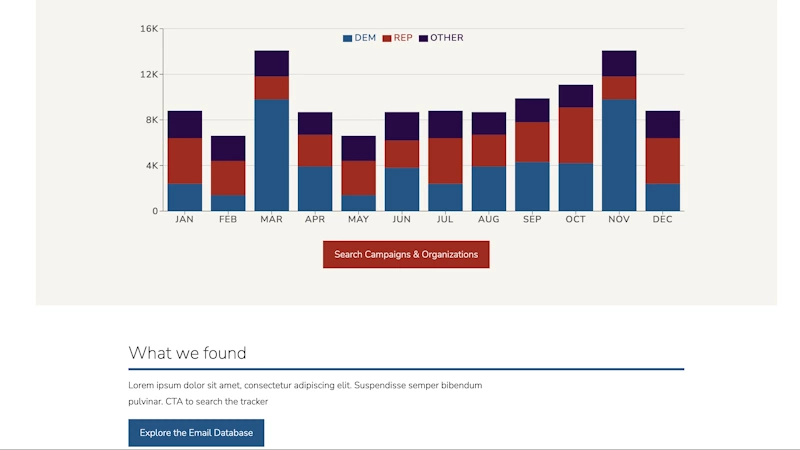 16K
DEM REP OTHER
12K
8K
4K
0
JAN FEB MAR APR MAY JUN JUL AUG SEP OCT NOV DEC
Search Campaigns & Organizations
What we found
Lorem ipsum dolor sit amet, consectetur adipiscing elit. Suspendisse semper bibendum
pulvinar. CTA to search the tracker
Explore the Email Database